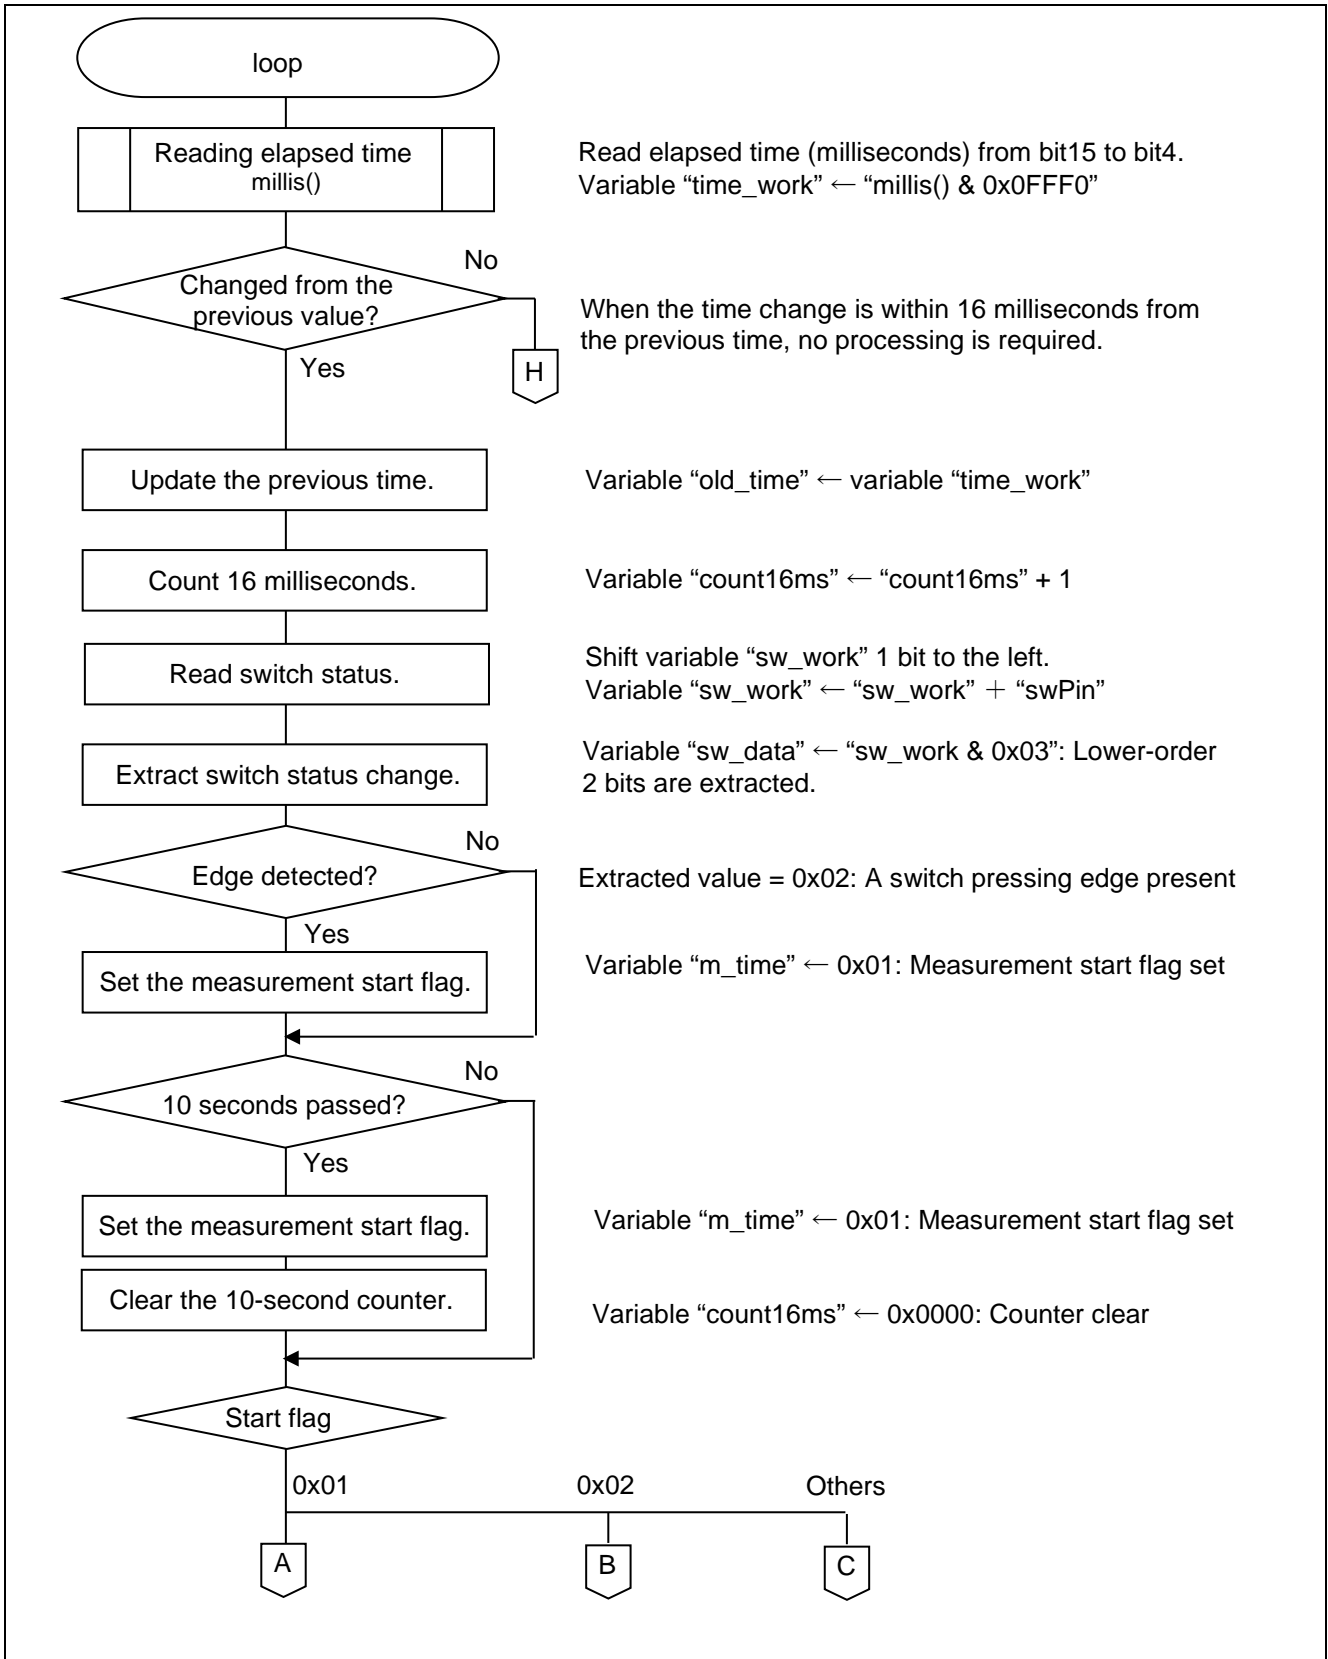 loop
Reading elapsed time
millis()
Read elapsed time (milliseconds) from bit15 to bit4.
Variable “time_work” ← “millis() & 0x0FFF0”
No
Changed from the
previous value?
When the time change is within 16 milliseconds from
the previous time, no processing is required.
Yes
H
Update the previous time.
Variable “old_time” ← variable “time_work”
Count 16 milliseconds.
Variable “count16ms” ← “count16ms” + 1
Read switch status.
Shift variable “sw_work” 1 bit to the left.
Variable “sw_work” ← “sw_work” + “swPin”
Extract switch status change.
Variable “sw_data” ← “sw_work & 0x03”: Lower-order
2 bits are extracted.
No
Edge detected?
Extracted value = 0x02: A switch pressing edge present
Yes
Set the measurement start flag.
Variable “m_time” ← 0x01: Measurement start flag set
No
10 seconds passed?
Yes
Set the measurement start flag.
Variable “m_time” ← 0x01: Measurement start flag set
Clear the 10-second counter.
Variable “count16ms” ← 0x0000: Counter clear
Start flag
0x01
0x02
Others
A
B
C